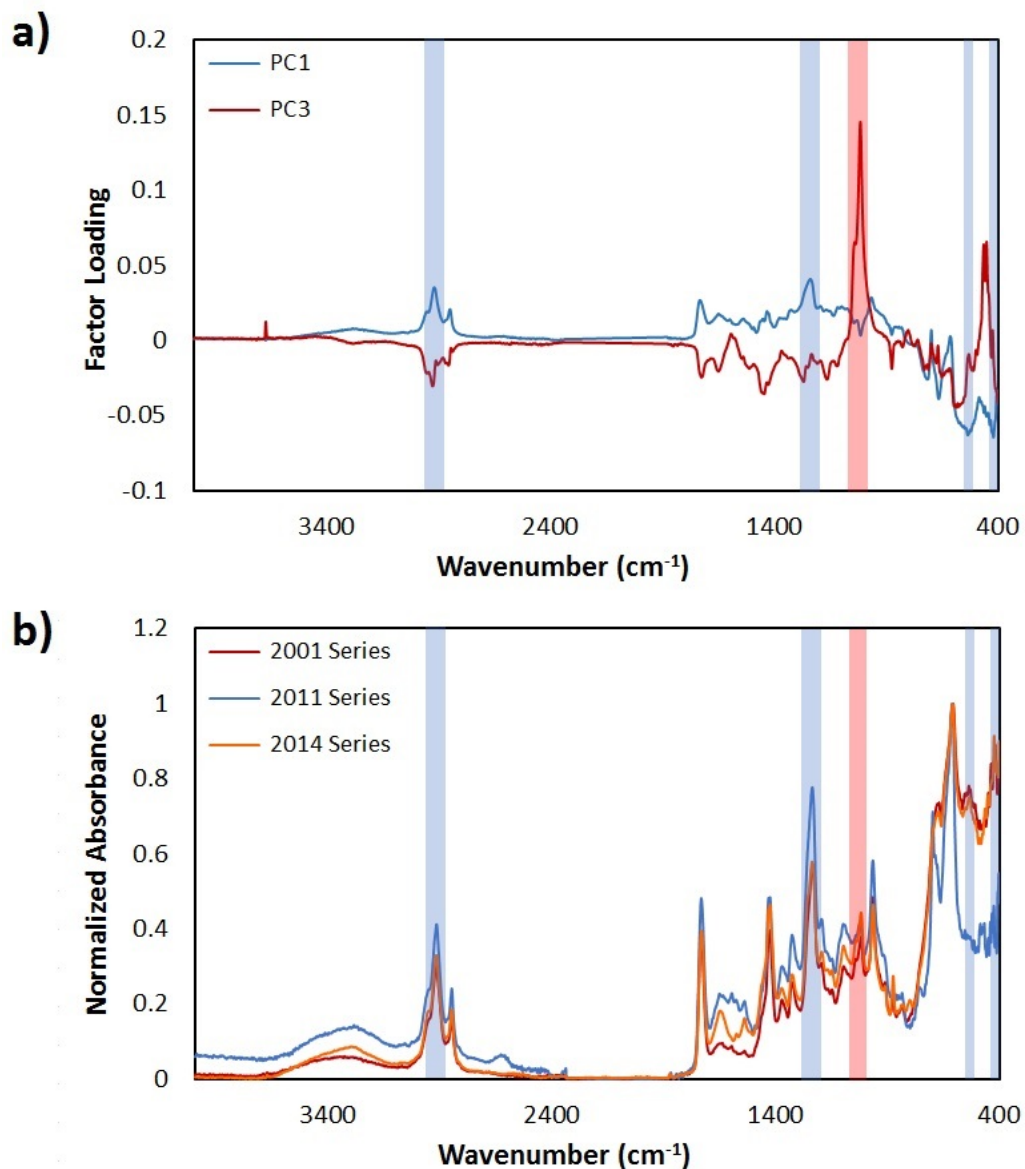 a)
0.2
0.15
0.1
0.05
0
-0.05
-0.1
Factor Loading
PC1
PC3
3400 2400 1400 400
Wavenumber (cm⁻¹)
b)
1.2
1
0.8
0.6
0.4
0.2
0
Normalized Absorbance
2001 Series
2011 Series
2014 Series
3400 2400 1400 400
Wavenumber (cm⁻¹)